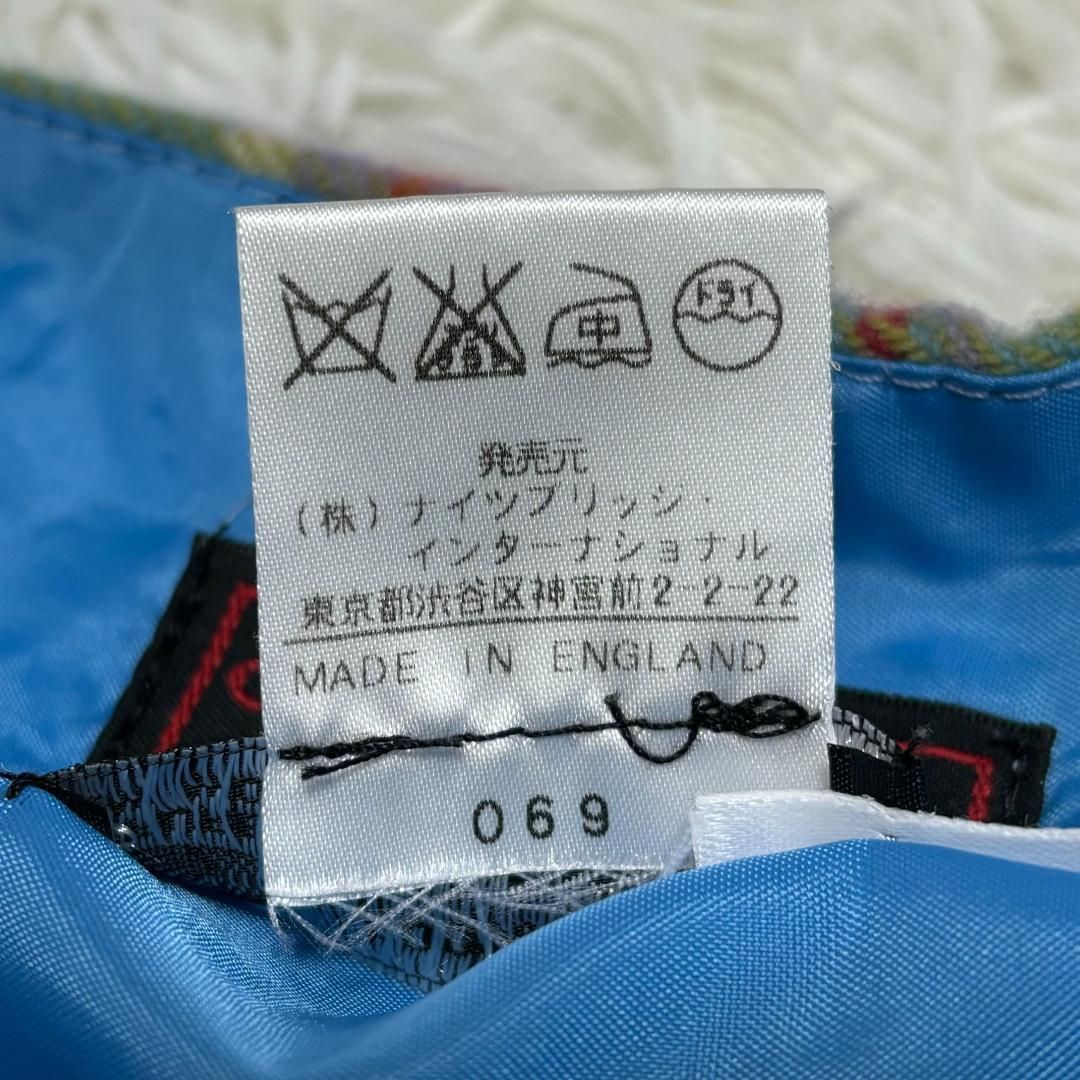 ドライ
中
発売元
(株)ナイツブリッジ・
インターナショナル
東京都渋谷区神宮前2-2-22
MADE IN ENGLAND
069